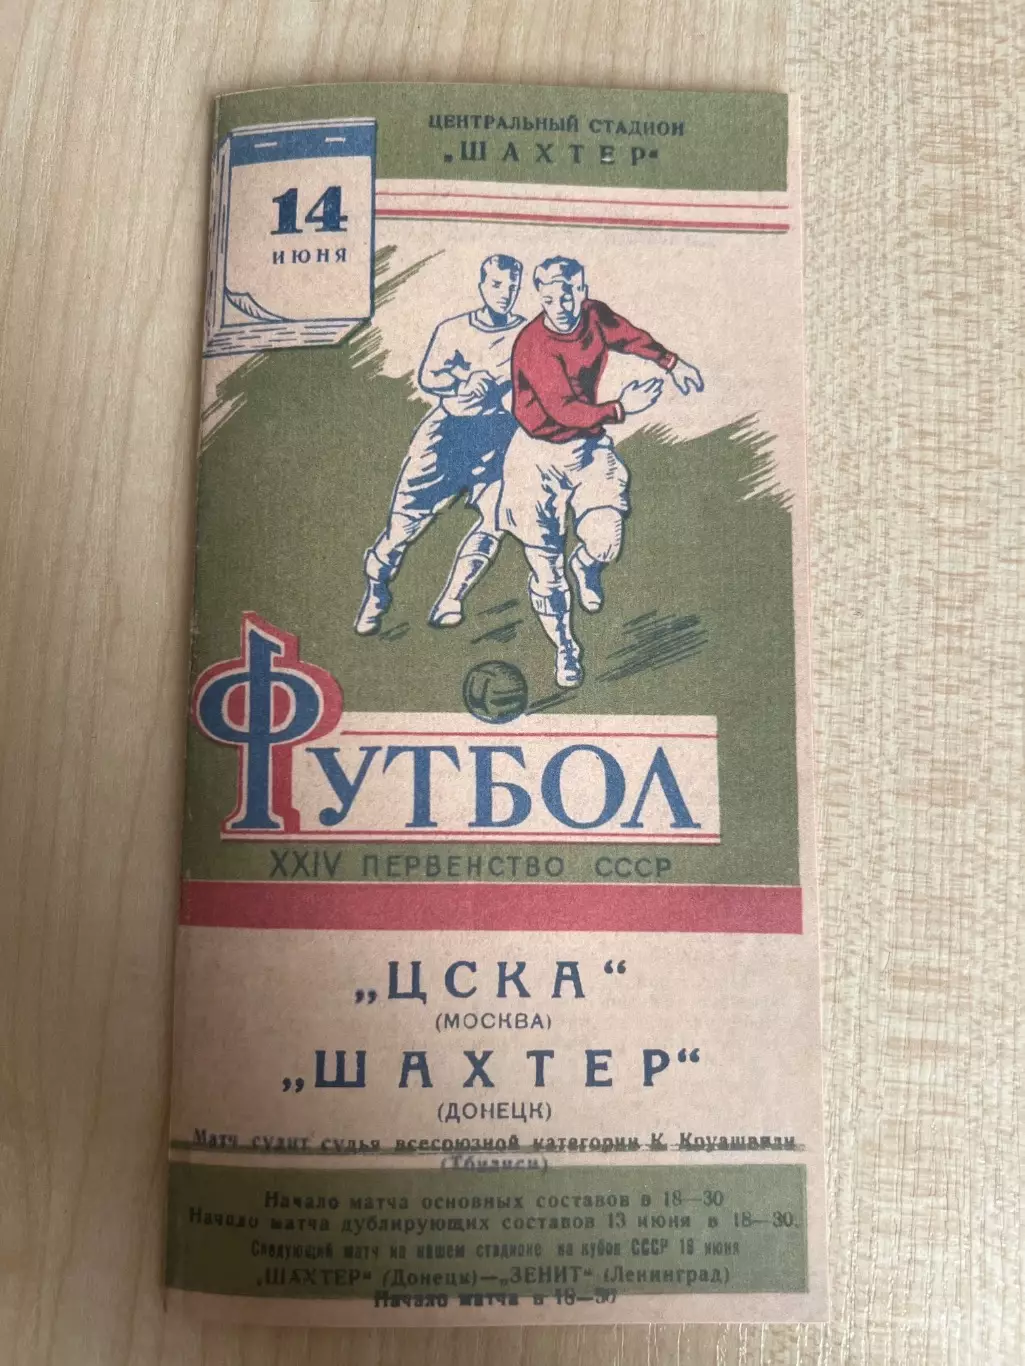 ЦЕНТРАЛЬНЫЙ СТАДИОН
„ШАХТЕР“
14
ИЮНЯ
ФУТБОЛ
XXIV ПЕРВЕНСТВО СССР
„ЦСКА“
(МОСКВА)
„ШАХТЕР“
(ДОНЕЦК)
Матч судит судья всесоюзной категории К. Круашвили
(Тбилиси)
Начало матча основных составов в 18—30
Начало матча дублирующих составов 13 июня в 18—30.
Следующий матч на нашем стадионе на кубок СССР 18 июня
„ШАХТЕР“ (Донецк)—„ЗЕНИТ“ (Ленинград)
Начало матча в 18—30